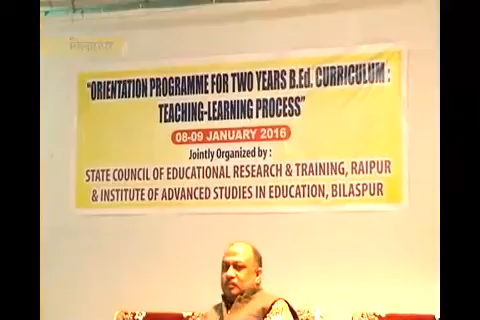 बिलासपुर
"ORIENTATION PROGRAMME FOR TWO YEARS B.Ed. CURRICULUM :
TEACHING-LEARNING PROCESS"
08-09 JANUARY 2016
Jointly Organized by :
STATE COUNCIL OF EDUCATIONAL RESEARCH & TRAINING, RAIPUR
& INSTITUTE OF ADVANCED STUDIES IN EDUCATION, BILASPUR